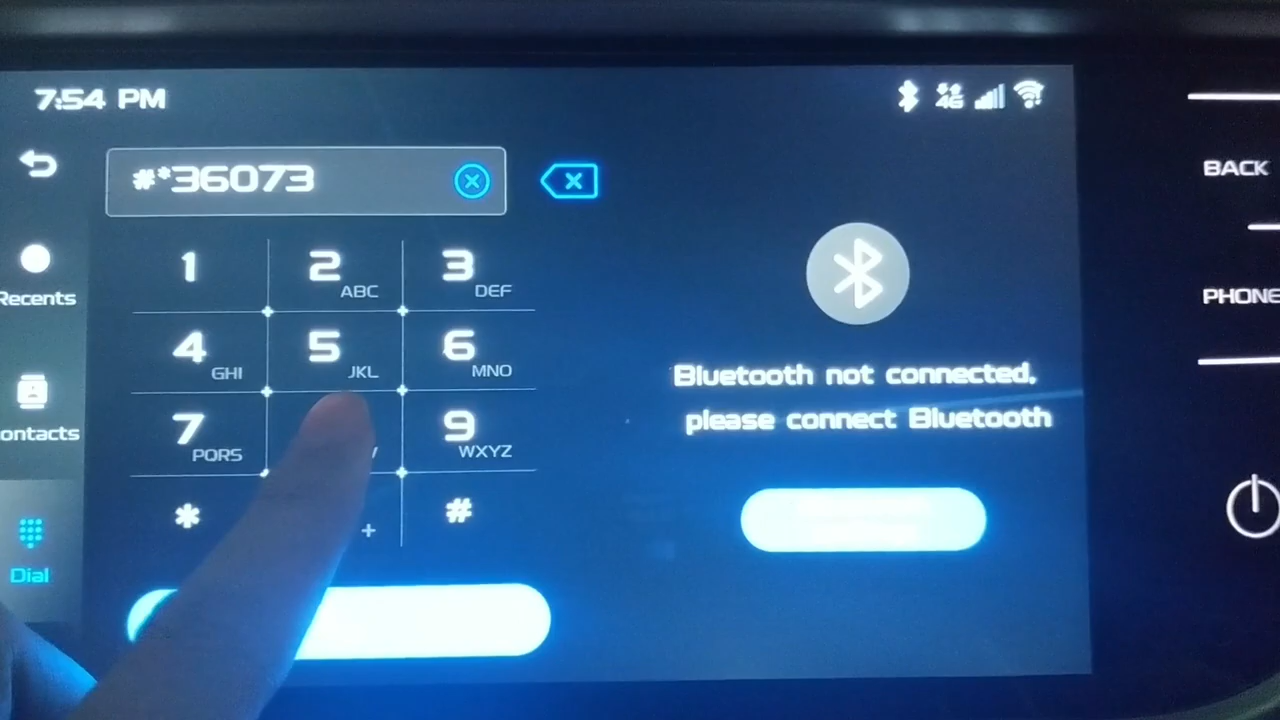 7:54 PM
4G
#*36073
1
2 ABC
3 DEF
4 GHI
5 JKL
6 MNO
7 PQRS
9 WXYZ
*
+
#
Recents
ontacts
Dial
Bluetooth not connected,
please connect Bluetooth
BACK
PHONE